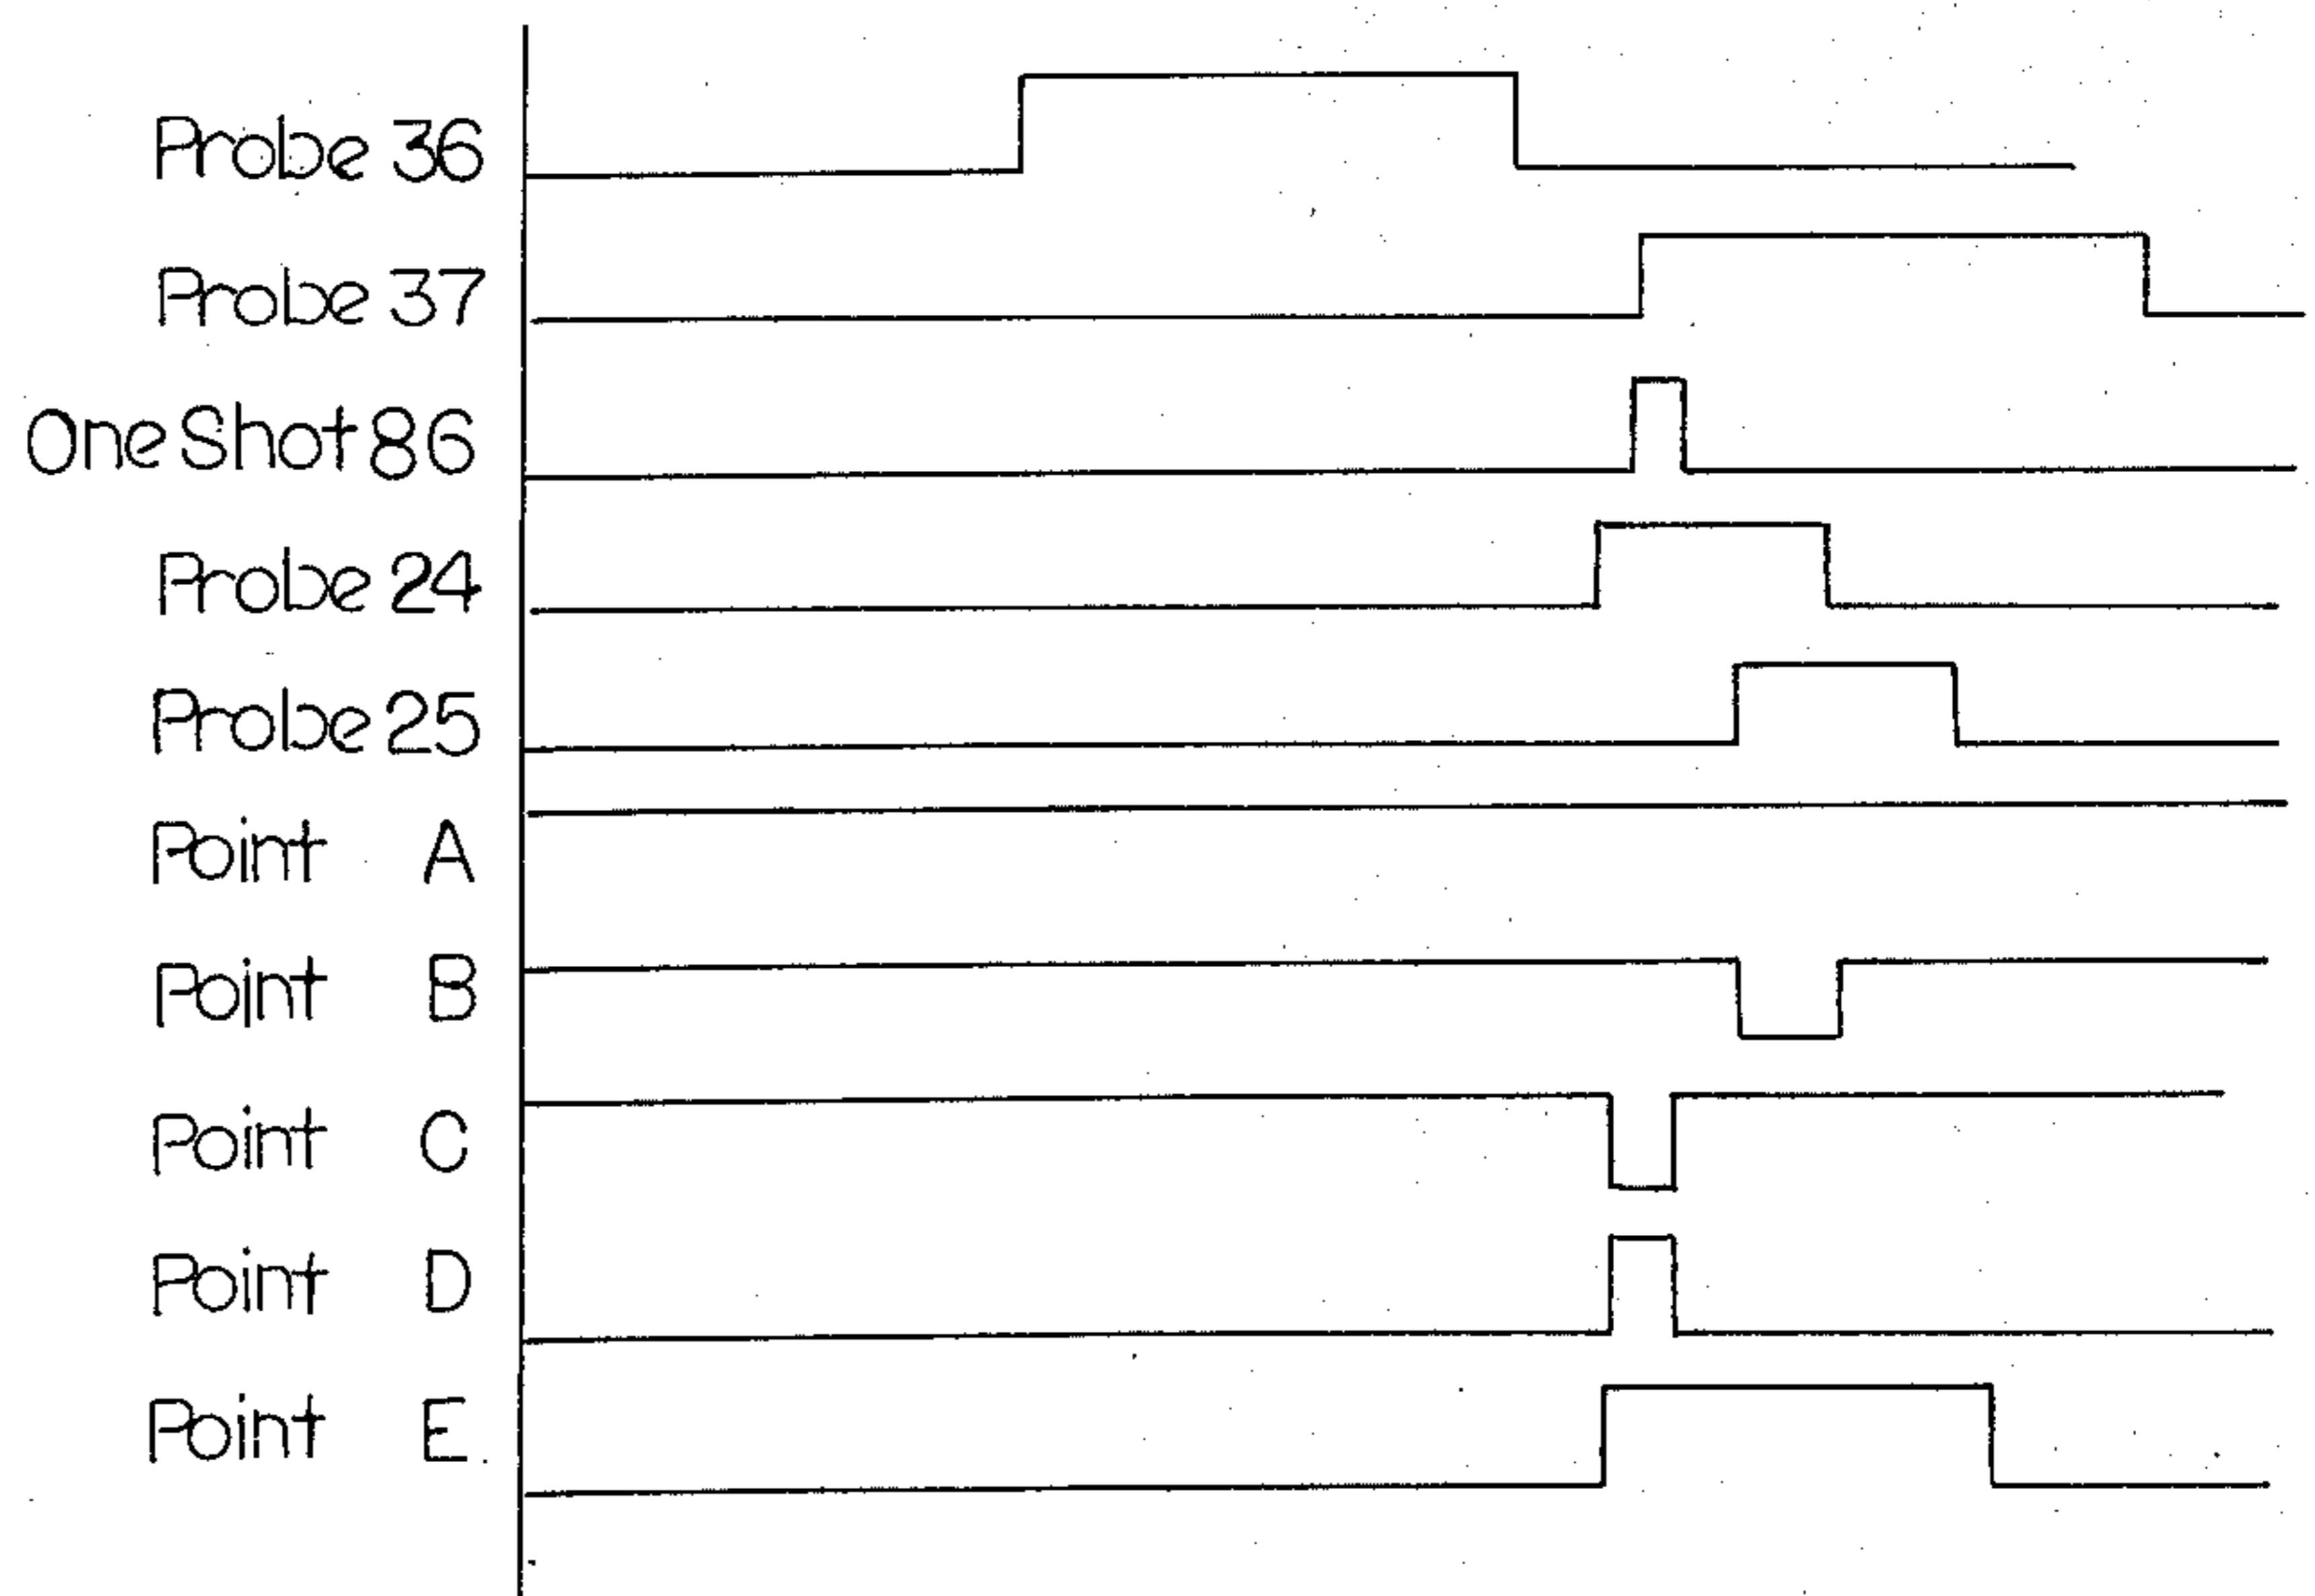 Probe 36
Probe 37
One Shot 86
Probe 24
Probe 25
Point A
Point B
Point C
Point D
Point E.